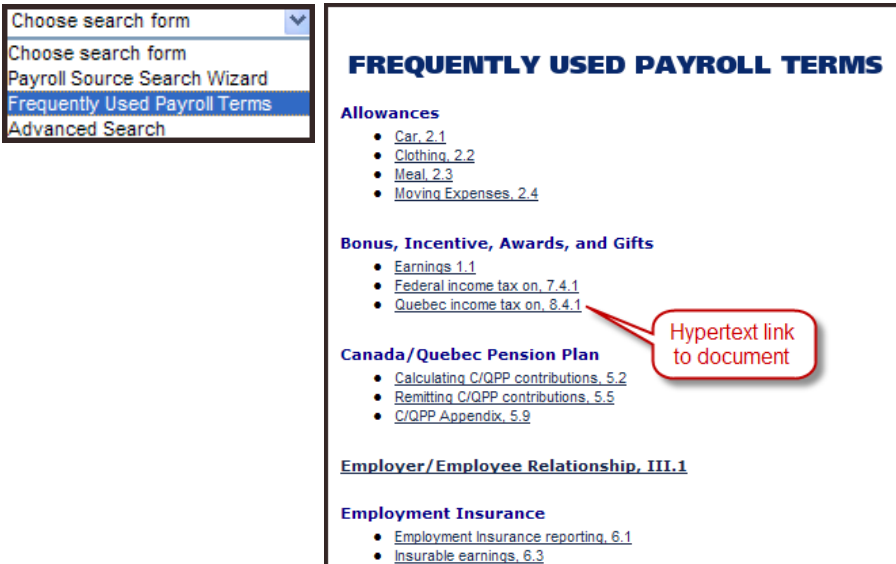 Choose search form
Choose search form
Payroll Source Search Wizard
Frequently Used Payroll Terms
Advanced Search
FREQUENTLY USED PAYROLL TERMS
Allowances
Car, 2.1
Clothing, 2.2
Meal, 2.3
Moving Expenses, 2.4
Bonus, Incentive, Awards, and Gifts
Earnings 1.1
Federal income tax on, 7.4.1
Quebec income tax on, 8.4.1
Hypertext link
to document
Canada/Quebec Pension Plan
Calculating C/QPP contributions, 5.2
Remitting C/QPP contributions, 5.5
C/QPP Appendix, 5.9
Employer/Employee Relationship, III.1
Employment Insurance
Employment Insurance reporting, 6.1
Insurable earnings, 6.3